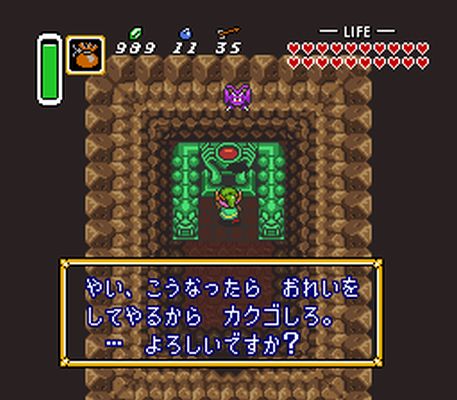 989 11 35
— LIFE —
やい、こうなったら おれいを
してやるから カクゴしろ。
… よろしいですか?